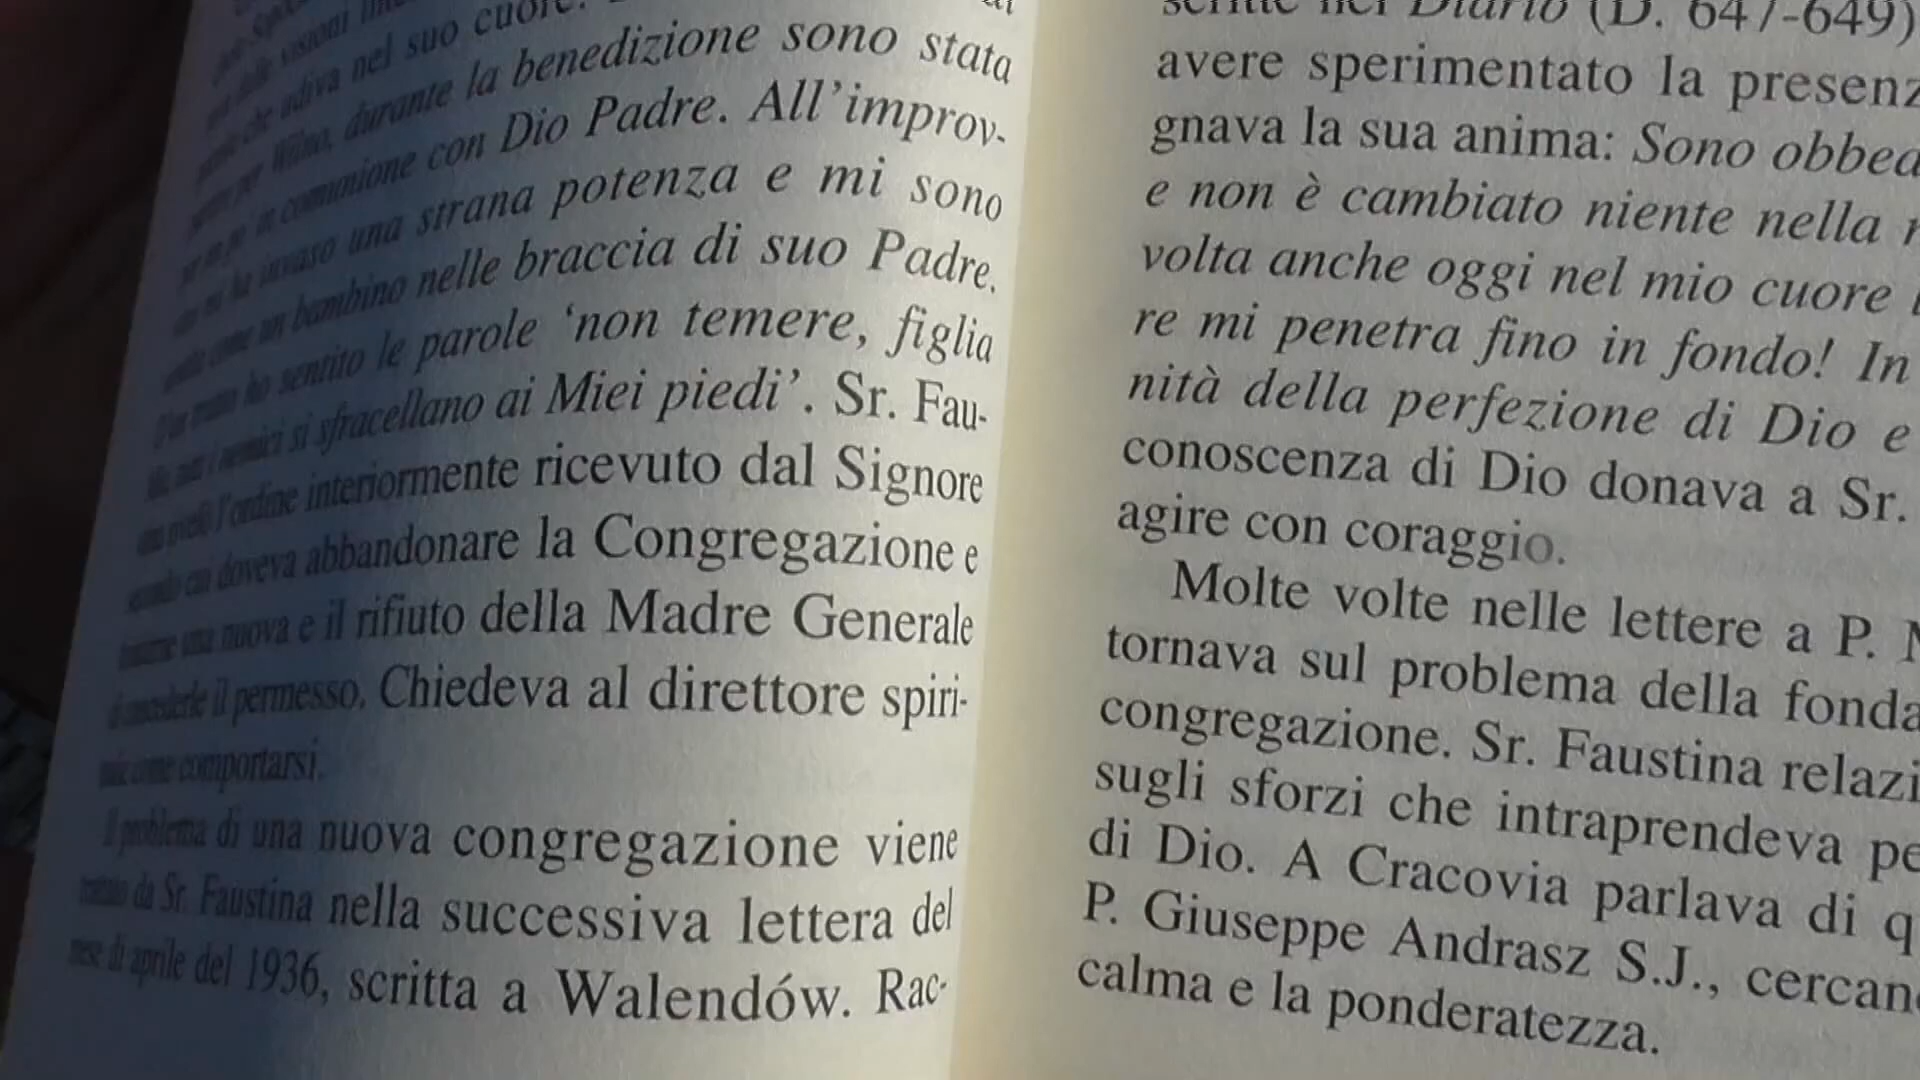 nel suo cuore.
durante la benedizione sono stata
in comunione con Dio Padre. All'improv-
ha invaso una strana potenza e mi sono
come un bambino nelle braccia di suo Padre.
ho sentito le parole 'non temere, figlia
tutti i nemici si sfracellano ai Miei piedi'. Sr. Fau-
l'ordine interiormente ricevuto dal Signore
secondo cui doveva abbandonare la Congregazione e
una nuova e il rifiuto della Madre Generale
il permesso. Chiedeva al direttore spiri-
come comportarsi.
Il problema di una nuova congregazione viene
trattato da Sr. Faustina nella successiva lettera del
mese di aprile del 1936, scritta a Walendów. Rac-
scritte nel Diario (D. 647-649)
avere sperimentato la presenz
gnava la sua anima: Sono obbed
e non è cambiato niente nella
volta anche oggi nel mio cuore
re mi penetra fino in fondo! In
nità della perfezione di Dio e
conoscenza di Dio donava a Sr.
agire con coraggio.
Molte volte nelle lettere a P.
tornava sul problema della fonda
congregazione. Sr. Faustina relazi
sugli sforzi che intraprendeva pe
di Dio. A Cracovia parlava di q
P. Giuseppe Andrasz S.J., cercan
calma e la ponderatezza.